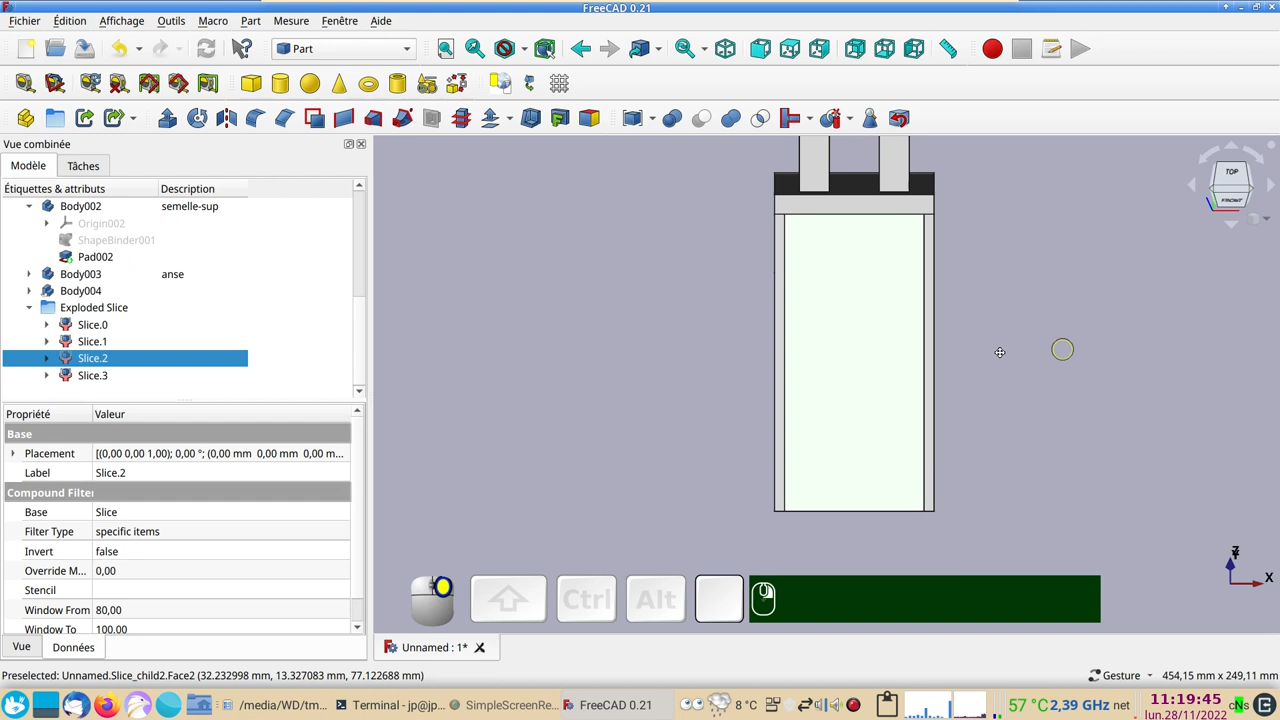 FreeCAD 0.21
Fichier Édition Affichage Outils Macro Part Mesure Fenêtre Aide
Part
Vue combinée
Modèle Tâches
Étiquettes & attributs Description
Body002 semelle-sup
Origin002
ShapeBinder001
Pad002
Body003 anse
Body004
Exploded Slice
Slice.0
Slice.1
Slice.2
Slice.3
Propriété Valeur
Base
Placement [(0,00 0,00 1,00); 0,00 °; (0,00 mm 0,00 mm 0,00 m...
Label Slice.2
Compound Filter
Base Slice
Filter Type specific items
Invert false
Override M... 0,00
Stencil
Window From 80,00
Window To 100,00
Vue Données
TOP
FRONT
Z
X
Ctrl Alt
Unnamed : 1*
Preselected: Unnamed.Slice_child2.Face2 (32.232998 mm, 13.327083 mm, 77.122688 mm)
Gesture 454,15 mm x 249,11 mm
/media/WD/tm... Terminal - jp@jp... SimpleScreenRe... FreeCAD 0.21
8 °C
57 °C 2,39 GHz net
11:19:45
lun.28/11/2022